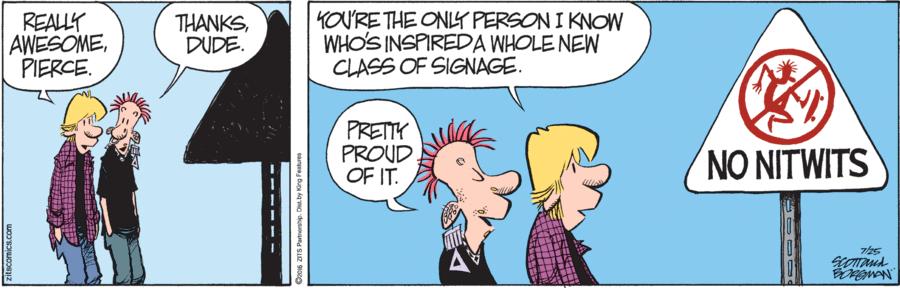 REALLY
AWESOME,
PIERCE.
THANKS,
DUDE.
zitscomics.com
©2016 ZITS Partnership. Dist. by King Features
YOU'RE THE ONLY PERSON I KNOW
WHO'S INSPIRED A WHOLE NEW
CLASS OF SIGNAGE.
PRETTY
PROUD
OF IT.
NO NITWITS
7/25
SCOTT AND
BORGMAN